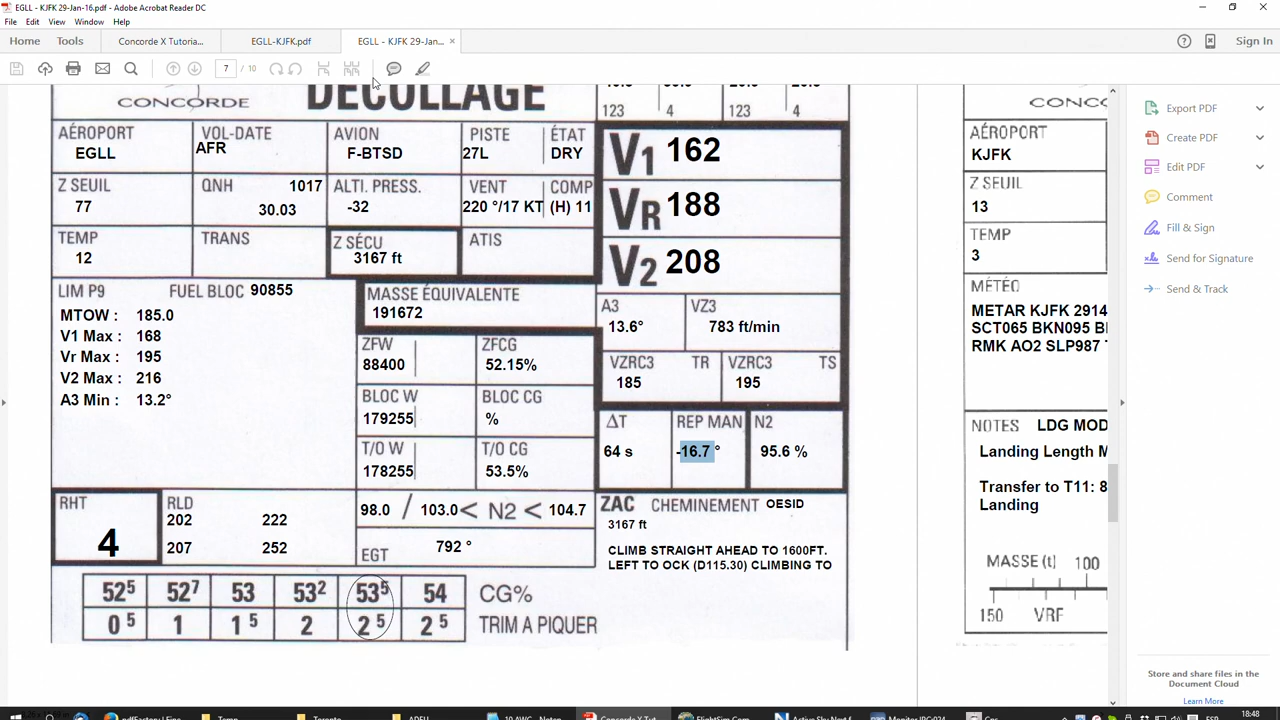 EGLL - KJFK 29-Jan-16.pdf - Adobe Acrobat Reader DC
File Edit View Window Help
Home Tools Concorde X Tutoria... EGLL-KJFK.pdf EGLL - KJFK 29-Jan... × Sign In
7 / 10
CONCORDE DÉCOLLAGE
123 4 123 4
AÉROPORT VOL-DATE AVION PISTE ÉTAT
EGLL AFR F-BTSD 27L DRY
V1 162
Z SEUIL QNH 1017 ALTI. PRESS. VENT COMP
77 30.03 -32 220 °/17 KT (H) 11
VR 188
TEMP TRANS Z SÉCU ATIS
12 3167 ft
V2 208
LIM P9 FUEL BLOC 90855
MTOW : 185.0
V1 Max : 168
Vr Max : 195
V2 Max : 216
A3 Min : 13.2°
MASSE ÉQUIVALENTE
191672
ZFW ZFCG
88400 52.15%
BLOC W BLOC CG
179255 %
T/O W T/O CG
178255 53.5%
A3 VZ3
13.6° 783 ft/min
VZRC3 TR VZRC3 TS
185 195
ΔT REP MAN N2
64 s -16.7 ° 95.6 %
RHT RLD
4
202 222
207 252
98.0 / 103.0 < N2 < 104.7
EGT 792 °
ZAC CHEMINEMENT OESID
3167 ft
CLIMB STRAIGHT AHEAD TO 1600FT.
LEFT TO OCK (D115.30) CLIMBING TO
52⁵ 52⁷ 53 53² 53⁵ 54 CG%
0⁵ 1 1⁵ 2 2⁵ 2⁵ TRIM A PIQUER
CONC
AÉROPORT
KJFK
Z SEUIL
13
TEMP
3
MÉTÉO
METAR KJFK 2914
SCT065 BKN095
RMK AO2 SLP987
NOTES LDG MOD
Landing Length M
Transfer to T11: 8
Landing
MASSE (t) 100
150 VRF
Export PDF
Create PDF
Edit PDF
Comment
Fill & Sign
Send for Signature
Send & Track
Store and share files in the
Document Cloud
Learn More
18:48